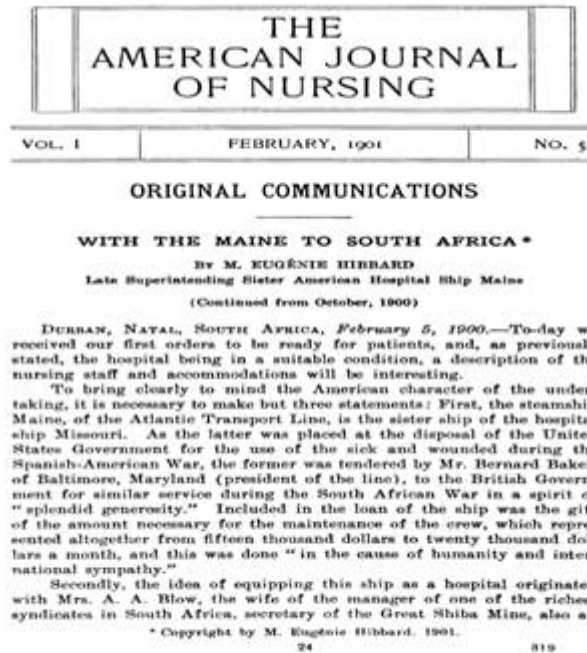 THE
AMERICAN JOURNAL
OF NURSING
VOL. I FEBRUARY, 1901 NO. 5
ORIGINAL COMMUNICATIONS
WITH THE MAINE TO SOUTH AFRICA *
BY M. EUGÉNIE HIBBARD
Late Superintending Sister American Hospital Ship Maine
(Continued from October, 1900)
DURBAN, NATAL, SOUTH AFRICA, February 5, 1900.—To-day w
received our first orders to be ready for patients, and, as previousl
stated, the hospital being in a suitable condition, a description of th
nursing staff and accommodations will be interesting.
To bring clearly to mind the American character of the under
taking, it is necessary to make but three statements: First, the steamshi
Maine, of the Atlantic Transport Line, is the sister ship of the hospita
ship Missouri. As the latter was placed at the disposal of the Unite
States Government for the use of the sick and wounded during th
Spanish-American War, the former was tendered by Mr. Bernard Bake
of Baltimore, Maryland (president of the line), to the British Govern
ment for similar service during the South African War in a spirit o
"splendid generosity." Included in the loan of the ship was the gif
of the amount necessary for the maintenance of the crew, which repre
sented altogether from fifteen thousand dollars to twenty thousand dol
lars a month, and this was done "in the cause of humanity and inter
national sympathy."
Secondly, the idea of equipping this ship as a hospital originate
with Mrs. A. A. Blow, the wife of the manager of one of the riches
syndicates in South Africa, secretary of the Great Shiba Mine, also a
* Copyright by M. Eugénie Hibbard. 1901.
24 319